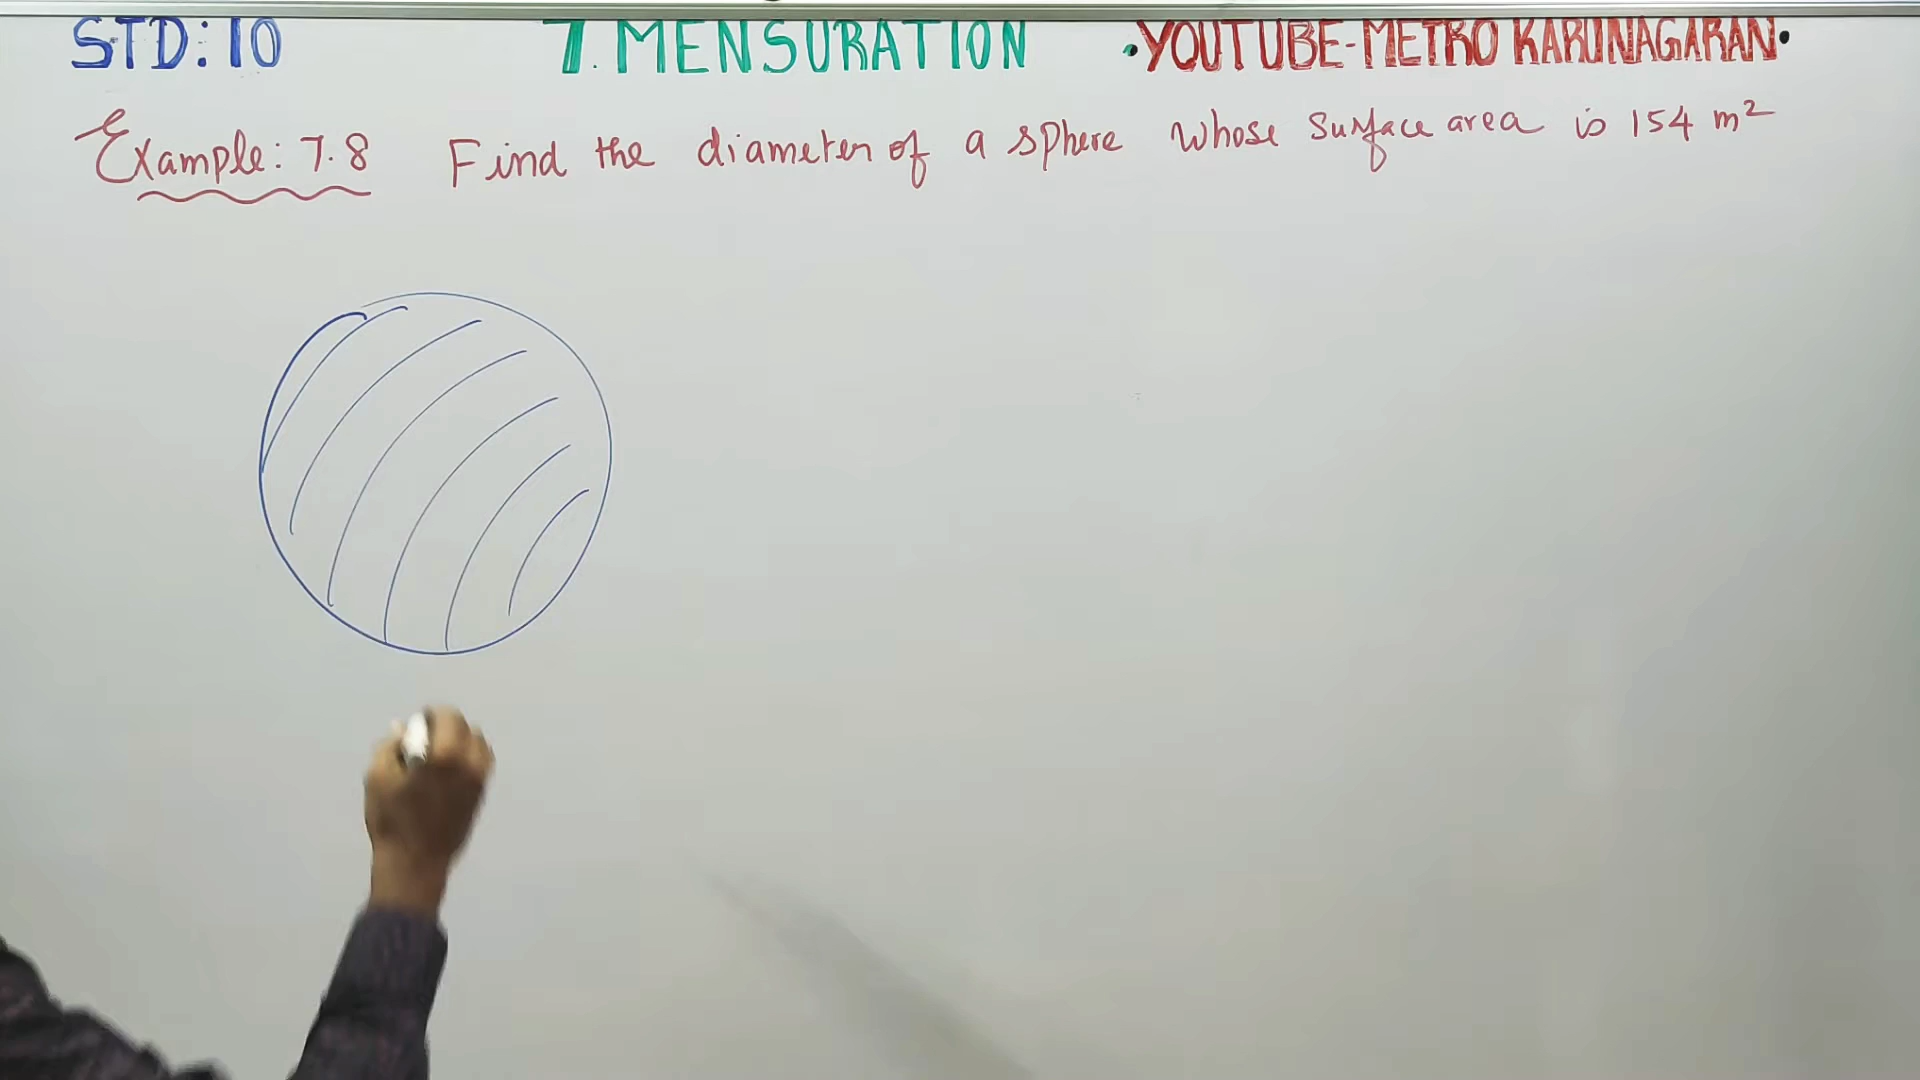 STD:10
7. MENSURATION
•YOUTUBE-METRO KARUNAGARAN•
Example: 7.8 Find the diameter of a sphere whose surface area is 154 m²